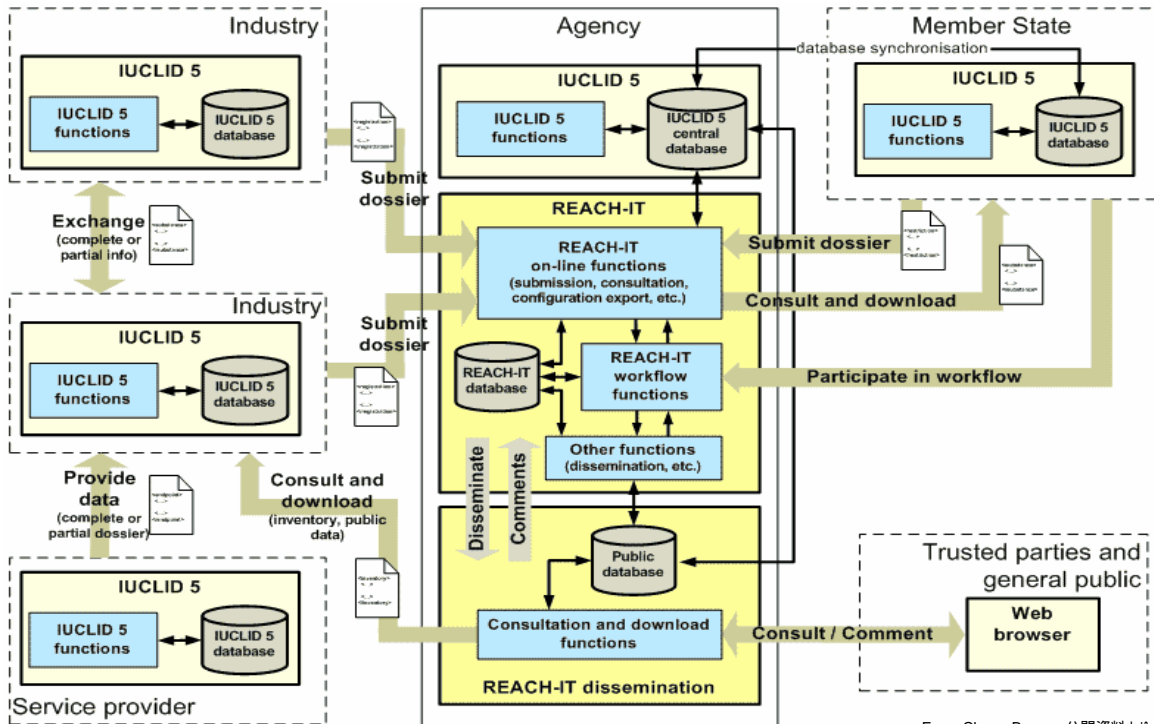 Industry
IUCLID 5
IUCLID 5
functions
IUCLID 5
database
Exchange
(complete or
partial info)
Industry
IUCLID 5
IUCLID 5
functions
IUCLID 5
database
Provide
data
(complete or
partial dossier)
Consult and
download
(inventory, public
data)
IUCLID 5
IUCLID 5
functions
IUCLID 5
database
Service provider
Submit
dossier
Submit
dossier
Agency
IUCLID 5
IUCLID 5
functions
IUCLID 5
central
database
REACH-IT
REACH-IT
on-line functions
(submission, consultation,
configuration export, etc.)
REACH-IT
database
REACH-IT
workflow
functions
Other functions
(dissemination, etc.)
Disseminate
Comments
Public
database
Consultation and download
functions
REACH-IT dissemination
Member State
database synchronisation
IUCLID 5
IUCLID 5
functions
IUCLID 5
database
Submit dossier
Consult and download
Participate in workflow
Trusted parties and
general public
Web
browser
Consult / Comment